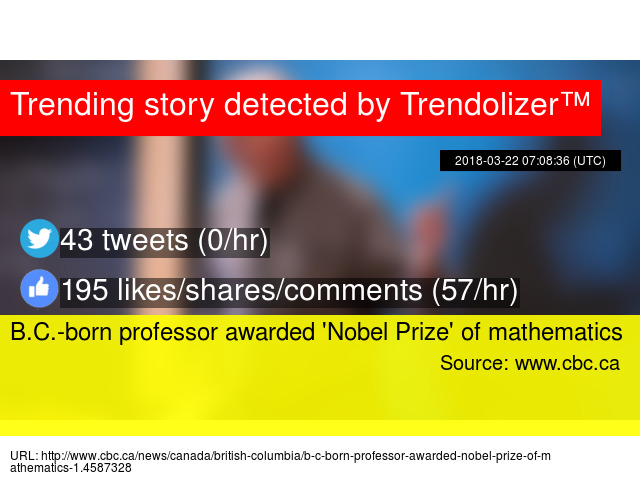 Trending story detected by Trendolizer™
2018-03-22 07:08:36 (UTC)
43 tweets (0/hr)
195 likes/shares/comments (57/hr)
B.C.-born professor awarded 'Nobel Prize' of mathematics
Source: www.cbc.ca
URL: http://www.cbc.ca/news/canada/british-columbia/b-c-born-professor-awarded-nobel-prize-of-m
athematics-1.4587328